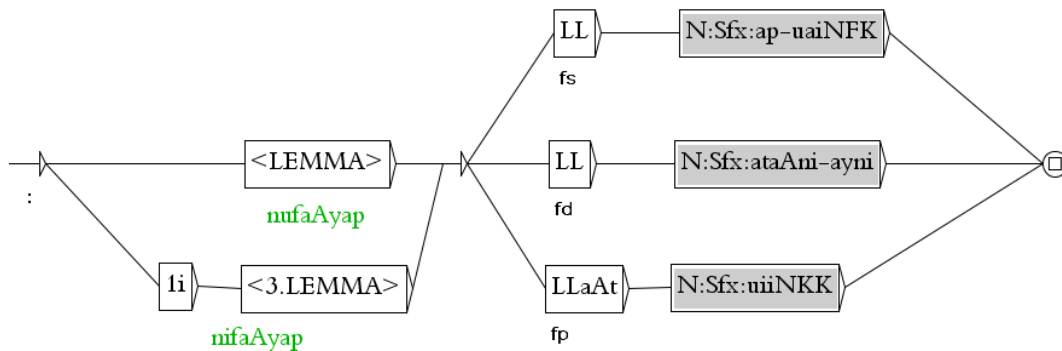 LL N:Sfx:ap-uaiNFK
fs
<LEMMA> LL N:Sfx:ataAni-ayni
:
nufaAyap fd
1i <3.LEMMA> LLaAt N:Sfx:uiiNKK
nifaAyap fp